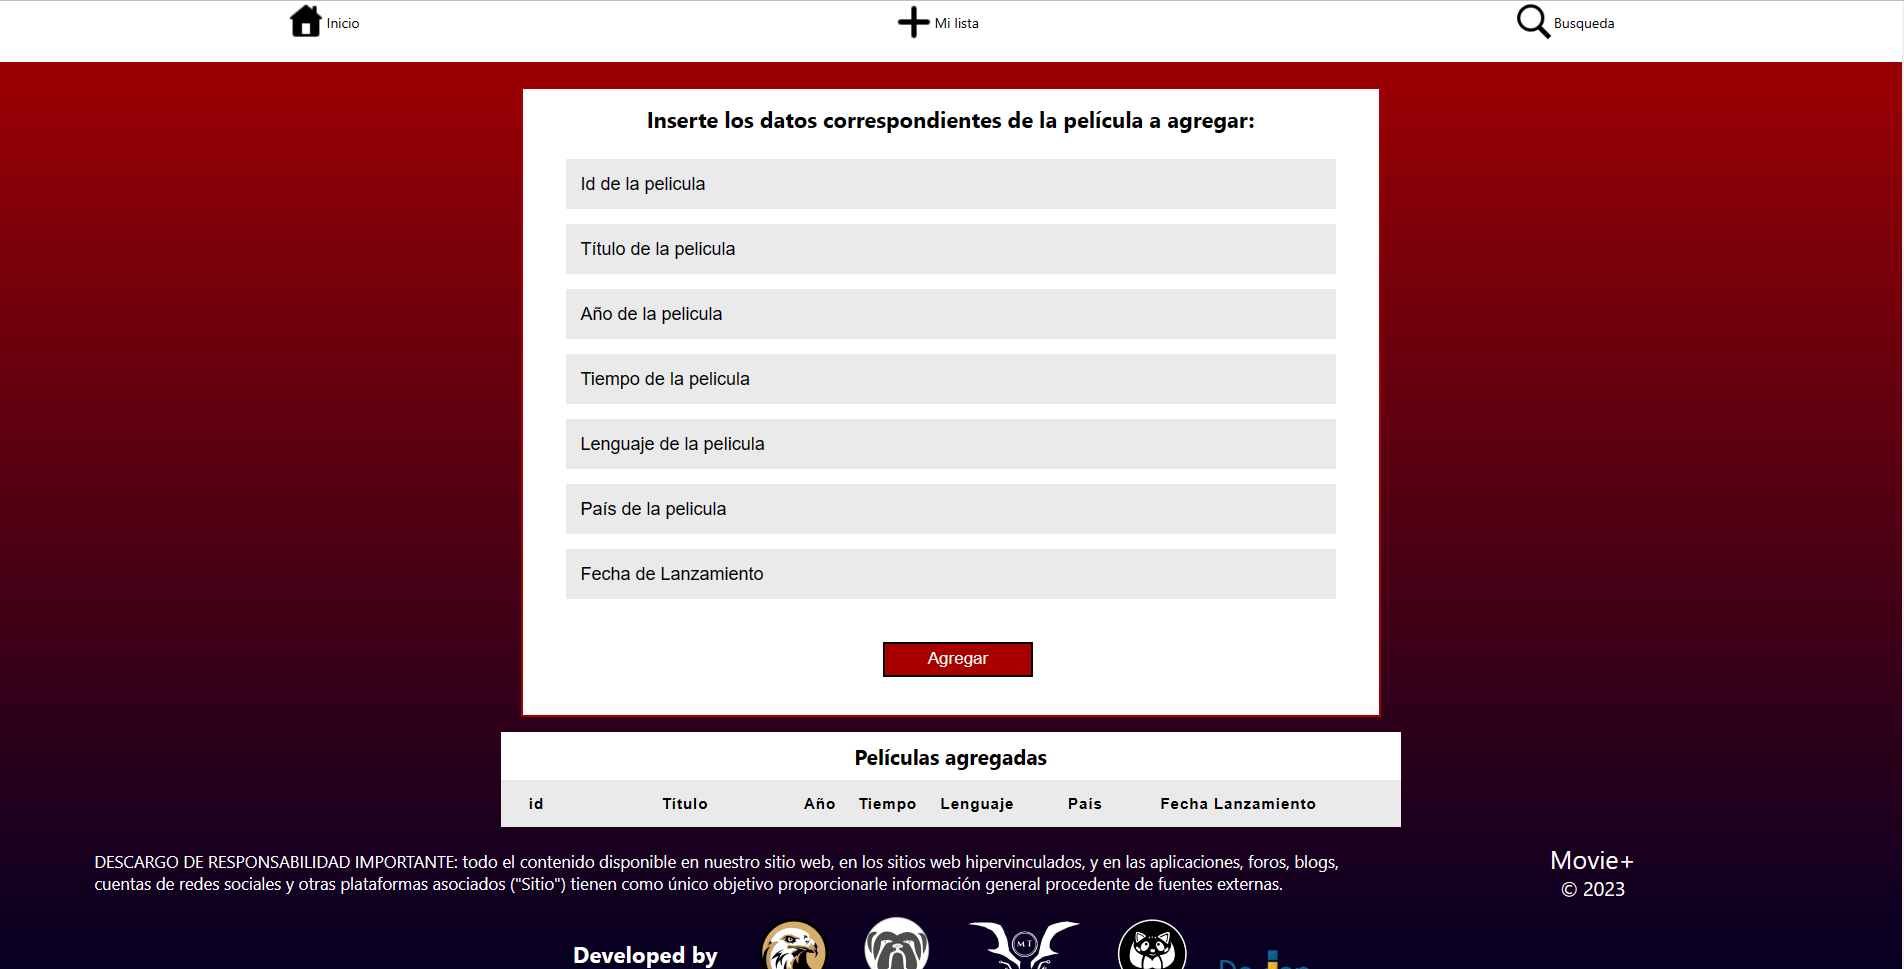 Inicio
Mi lista
Busqueda
Inserte los datos correspondientes de la película a agregar:
Id de la pelicula
Título de la pelicula
Año de la pelicula
Tiempo de la pelicula
Lenguaje de la pelicula
País de la pelicula
Fecha de Lanzamiento
Agregar
Películas agregadas
id Título Año Tiempo Lenguaje País Fecha Lanzamiento
DESCARGO DE RESPONSABILIDAD IMPORTANTE: todo el contenido disponible en nuestro sitio web, en los sitios web hipervinculados, y en las aplicaciones, foros, blogs,
cuentas de redes sociales y otras plataformas asociados ("Sitio") tienen como único objetivo proporcionarle información general procedente de fuentes externas.
Movie+
© 2023
Developed by
MT